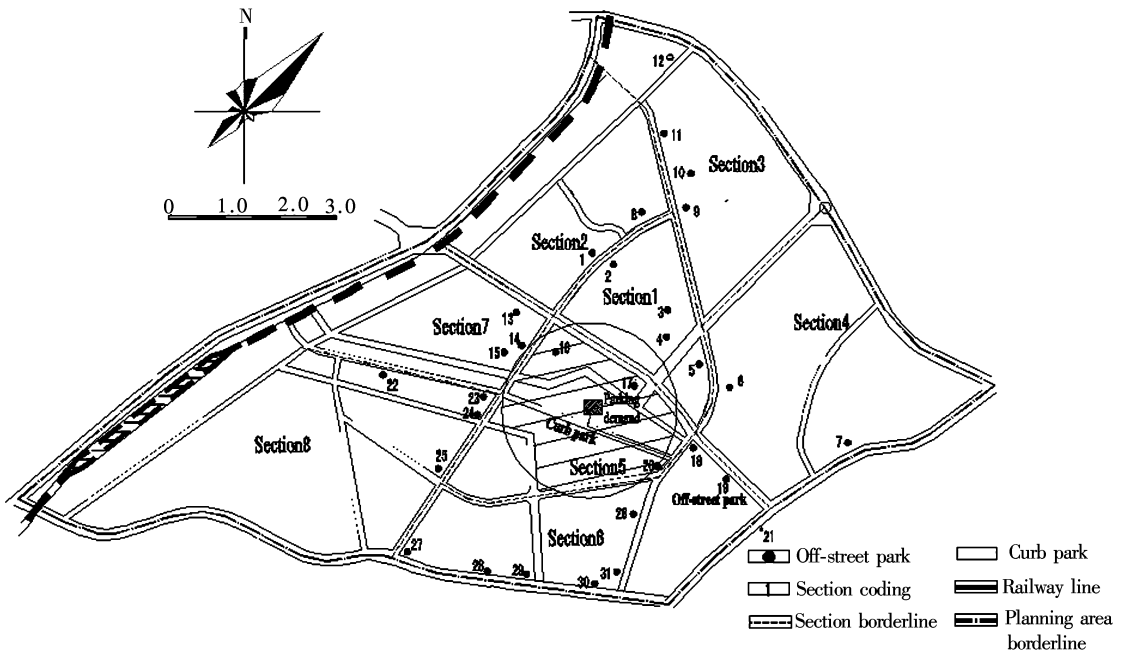 N
0 1.0 2.0 3.0
12
11
10
Section3
8
9
Section2
1
2
Section1
3
Section7
13
Section4
4
14
15
16
5
22
17
6
23
Parking
demand
24
Curb park
Section8
7
25
Section5
20
18
19
Off-street park
28
21
Section6
27
29
30
31
Off-street park
Curb park
1 Section coding
Railway line
Section borderline
Planning area
borderline